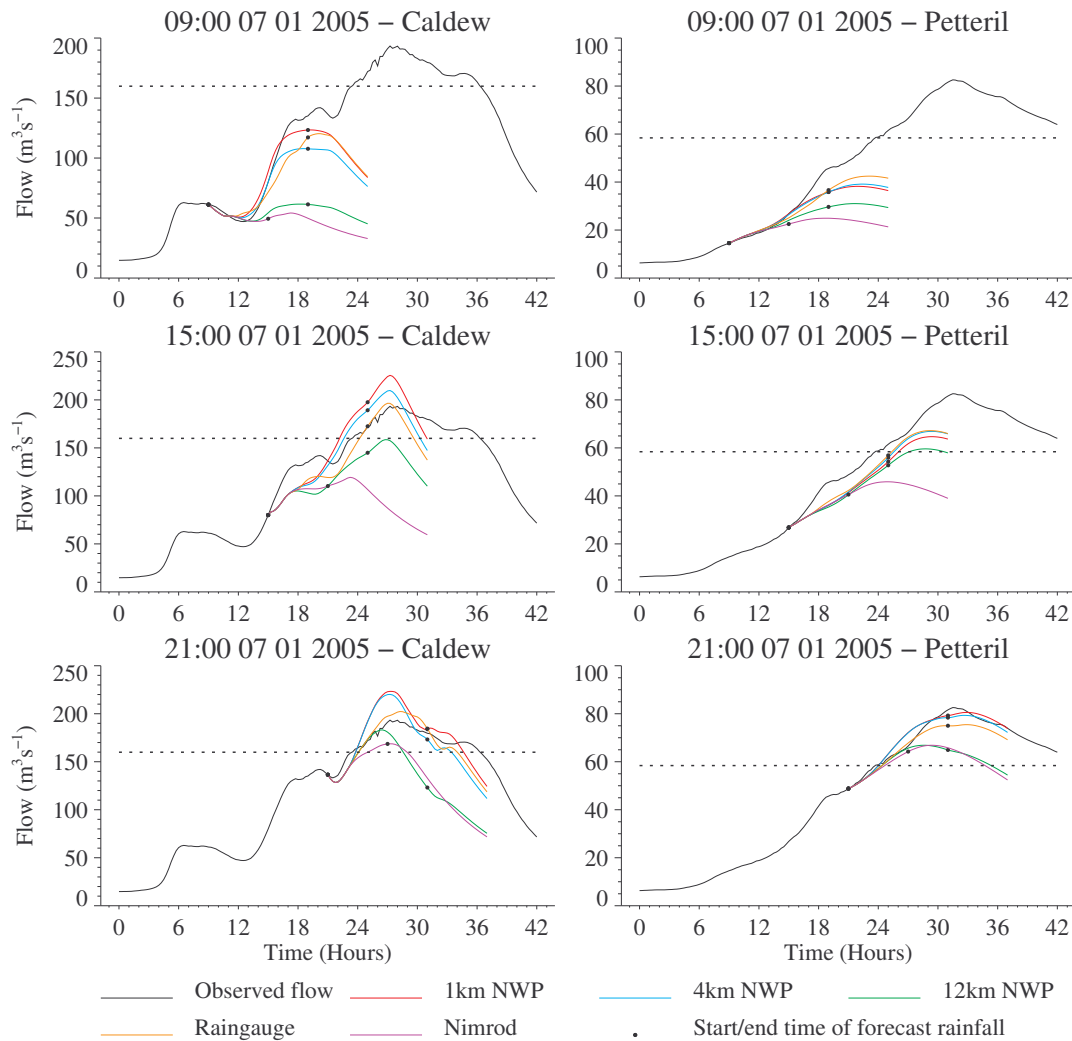 09:00 07 01 2005 – Caldew
09:00 07 01 2005 – Petteril
Flow (m³s⁻¹)
200
150
100
50
0
0 6 12 18 24 30 36 42
100
80
60
40
20
0
0 6 12 18 24 30 36 42
15:00 07 01 2005 – Caldew
15:00 07 01 2005 – Petteril
Flow (m³s⁻¹)
250
200
150
100
50
0
0 6 12 18 24 30 36 42
100
80
60
40
20
0
0 6 12 18 24 30 36 42
21:00 07 01 2005 – Caldew
21:00 07 01 2005 – Petteril
Flow (m³s⁻¹)
250
200
150
100
50
0
0 6 12 18 24 30 36 42
Time (Hours)
100
80
60
40
20
0
0 6 12 18 24 30 36 42
Time (Hours)
Observed flow 1km NWP 4km NWP 12km NWP
Raingauge Nimrod Start/end time of forecast rainfall